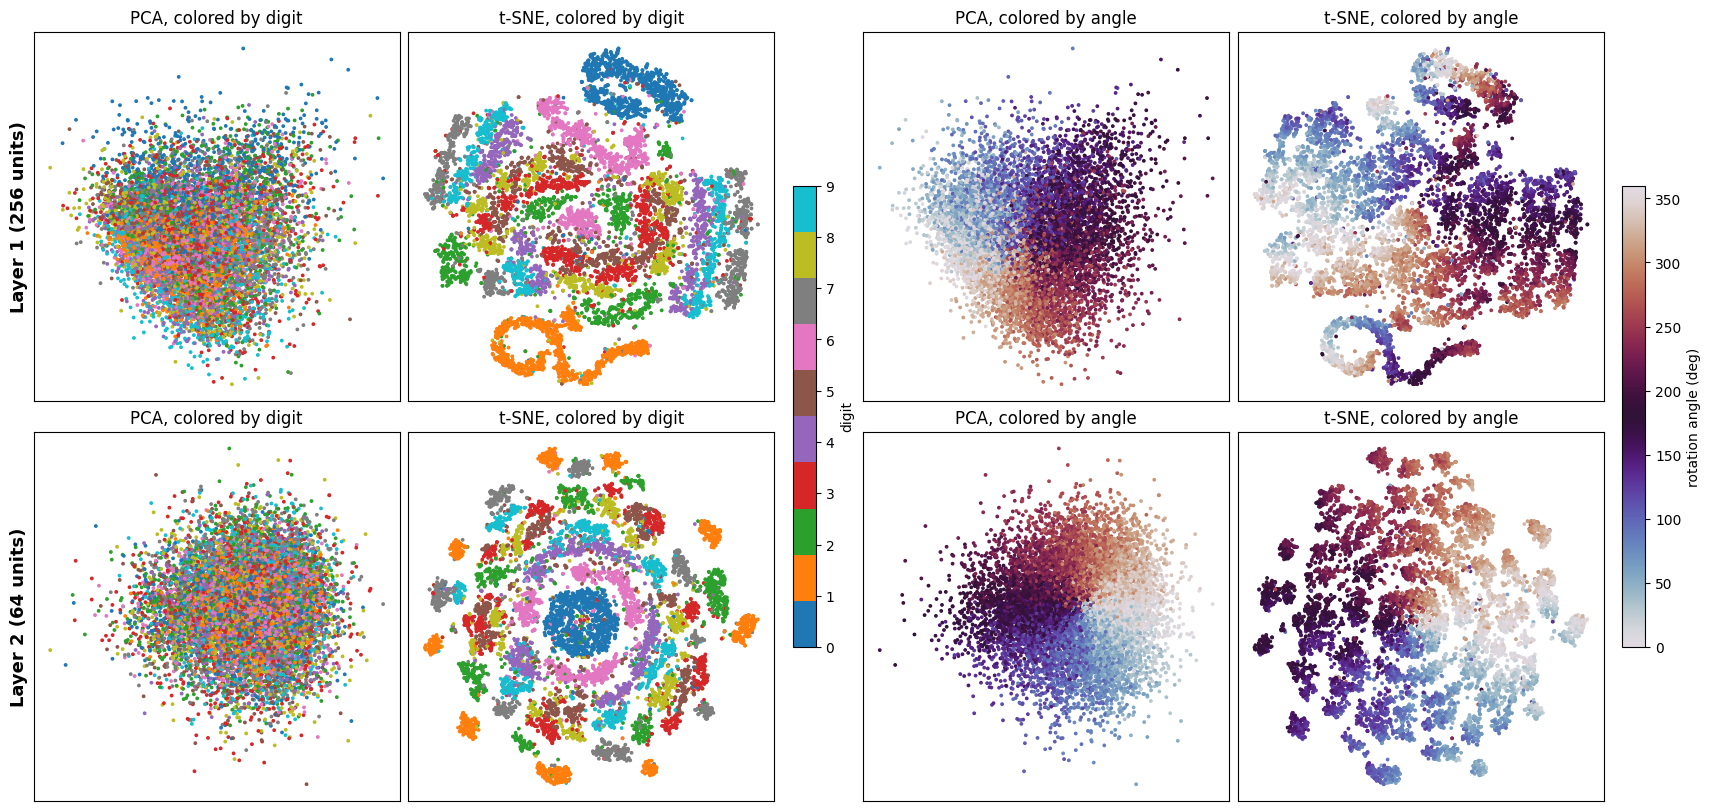 PCA, colored by digit
t-SNE, colored by digit
PCA, colored by angle
t-SNE, colored by angle
Layer 1 (256 units)
PCA, colored by digit
t-SNE, colored by digit
PCA, colored by angle
t-SNE, colored by angle
Layer 2 (64 units)
9
8
7
6
5
4
3
2
1
0
digit
350
300
250
200
150
100
50
0
rotation angle (deg)